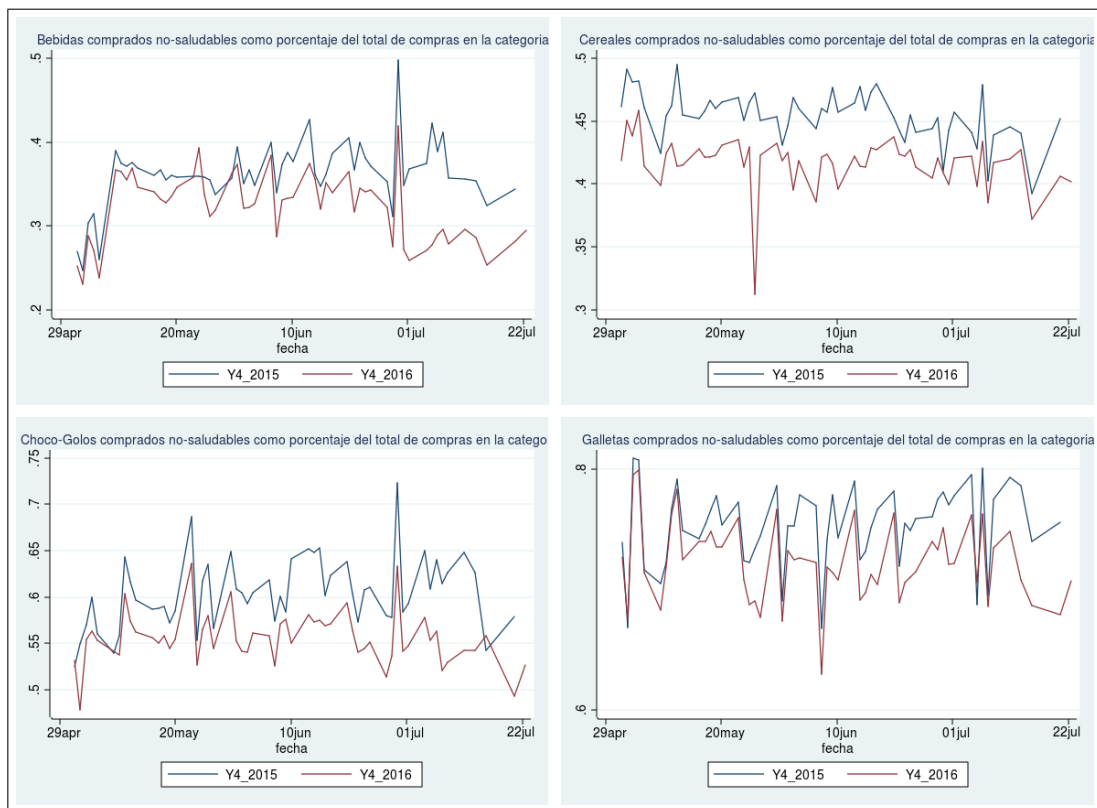 Bebidas comprados no-saludables como porcentaje del total de compras en la categoria
.5
.4
.3
.2
29apr 20may 10jun 01jul 22jul
fecha
Y4_2015 Y4_2016
Cereales comprados no-saludables como porcentaje del total de compras en la categoria
.5
.45
.4
.35
.3
29apr 20may 10jun 01jul 22jul
fecha
Y4_2015 Y4_2016
Choco-Golos comprados no-saludables como porcentaje del total de compras en la catego
.75
.7
.65
.6
.55
.5
29apr 20may 10jun 01jul 22jul
fecha
Y4_2015 Y4_2016
Galletas comprados no-saludables como porcentaje del total de compras en la categoria
.8
.6
29apr 20may 10jun 01jul 22jul
fecha
Y4_2015 Y4_2016